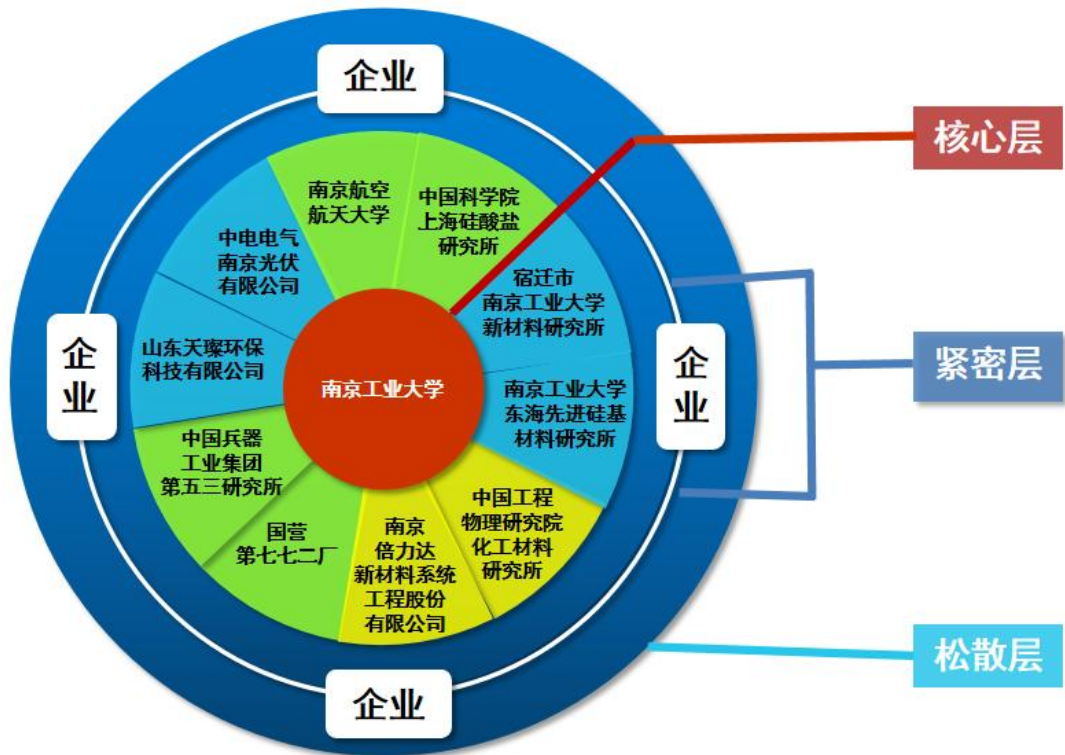 企业
核心层
南京航空
航天大学
中国科学院
上海硅酸盐
研究所
中电电气
南京光伏
有限公司
宿迁市
南京工业大学
新材料研究所
企
业
山东天璨环保
科技有限公司
南京工业大学
南京工业大学
东海先进硅基
材料研究所
企
业
紧密层
中国兵器
工业集团
第五三研究所
国营
第七七二厂
南京
倍力达
新材料系统
工程股份
有限公司
中国工程
物理研究院
化工材料
研究所
松散层
企业